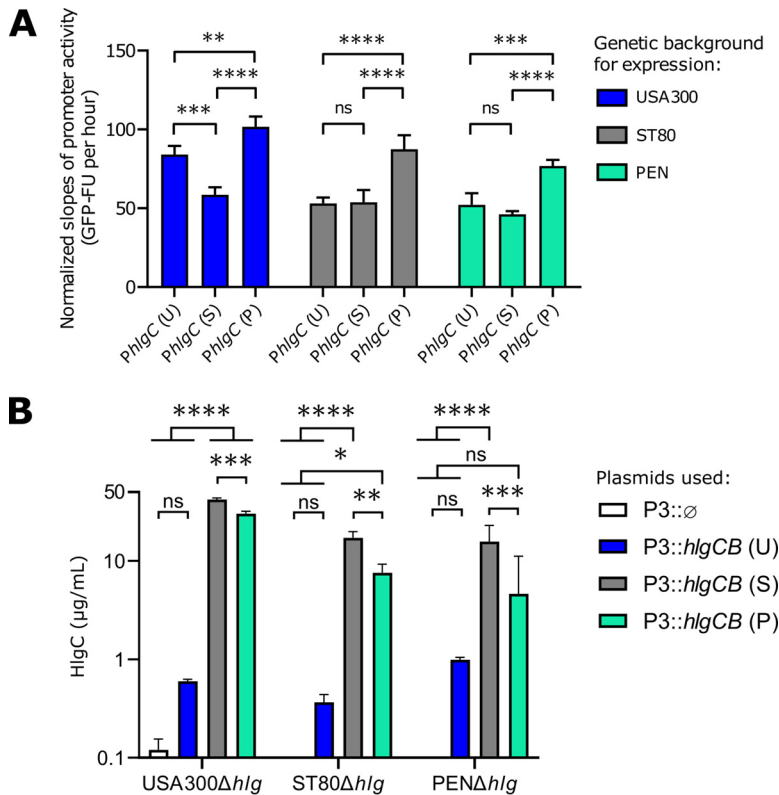 A
Normalized slopes of promoter activity
(GFP-FU per hour)
150
100
50
0
** **** ***
**** **** ****
*** ns ns
PhlgC (U) PhlgC (S) PhlgC (P) PhlgC (U) PhlgC (S) PhlgC (P) PhlgC (U) PhlgC (S) PhlgC (P)
Genetic background
for expression:
USA300
ST80
PEN
B
HlgC (µg/mL)
50
10
1
0.1
**** **** ****
* ns
*** ** ***
ns ns ns
USA300Δhlg ST80Δhlg PENΔhlg
Plasmids used:
P3::⌀
P3::hlgCB (U)
P3::hlgCB (S)
P3::hlgCB (P)